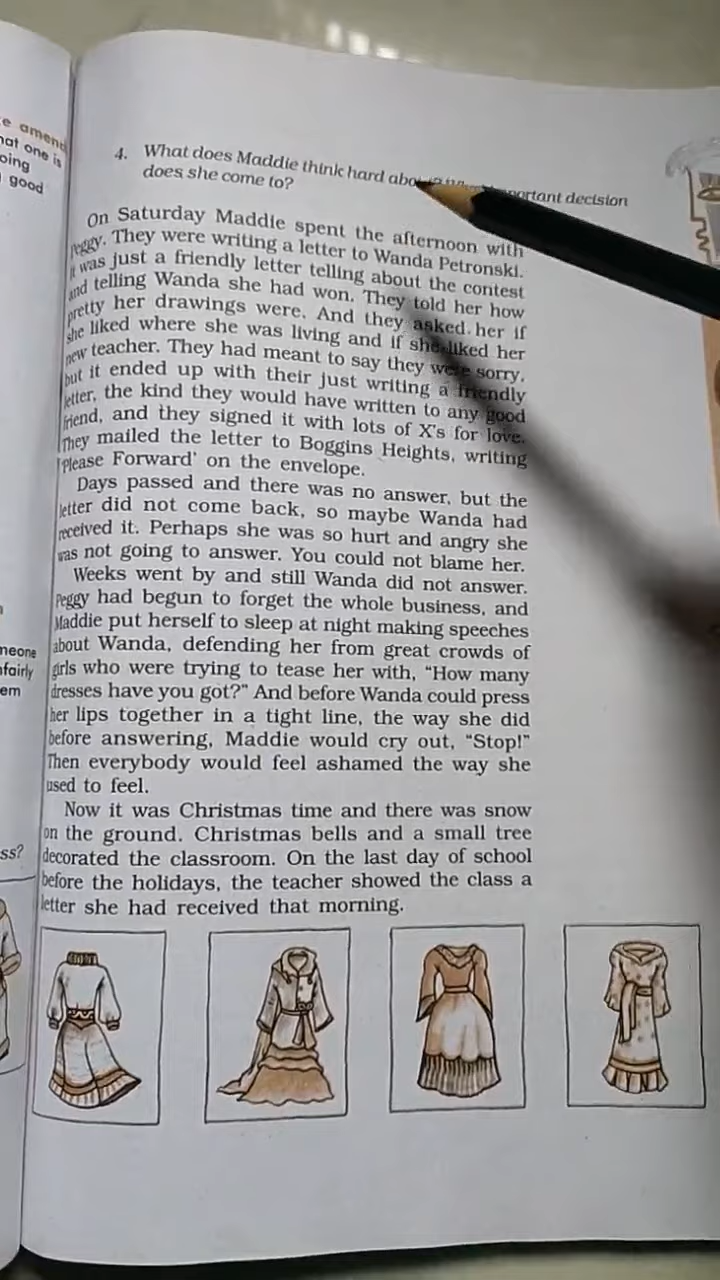 e amend
hat one is
oing
good
4. What does Maddie think hard important decision
does she come to?
On Saturday Maddie spent the afternoon with
Peggy. They were writing a letter to Wanda Petronski.
It was just a friendly letter telling about the contest
and telling Wanda she had won. They told her how
pretty her drawings were. And they asked her if
she liked where she was living and if she liked her
new teacher. They had meant to say they were sorry,
but it ended up with their just writing a friendly
letter, the kind they would have written to any good
friend, and they signed it with lots of X's for love.
They mailed the letter to Boggins Heights, writing
'Please Forward' on the envelope.
Days passed and there was no answer, but the
letter did not come back, so maybe Wanda had
received it. Perhaps she was so hurt and angry she
was not going to answer. You could not blame her.
Weeks went by and still Wanda did not answer.
Peggy had begun to forget the whole business, and
Maddie put herself to sleep at night making speeches
about Wanda, defending her from great crowds of
girls who were trying to tease her with, “How many
dresses have you got?” And before Wanda could press
her lips together in a tight line, the way she did
before answering, Maddie would cry out, “Stop!”
Then everybody would feel ashamed the way she
used to feel.
Now it was Christmas time and there was snow
on the ground. Christmas bells and a small tree
decorated the classroom. On the last day of school
before the holidays, the teacher showed the class a
letter she had received that morning.
meone
fairly
em
ss?